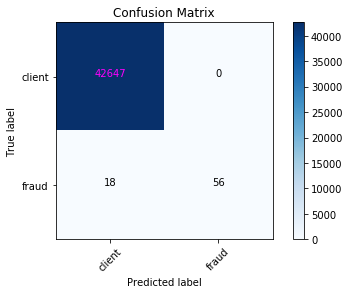 Confusion Matrix
client
fraud
True label
42647
0
18
56
client
fraud
Predicted label
40000
35000
30000
25000
20000
15000
10000
5000
0